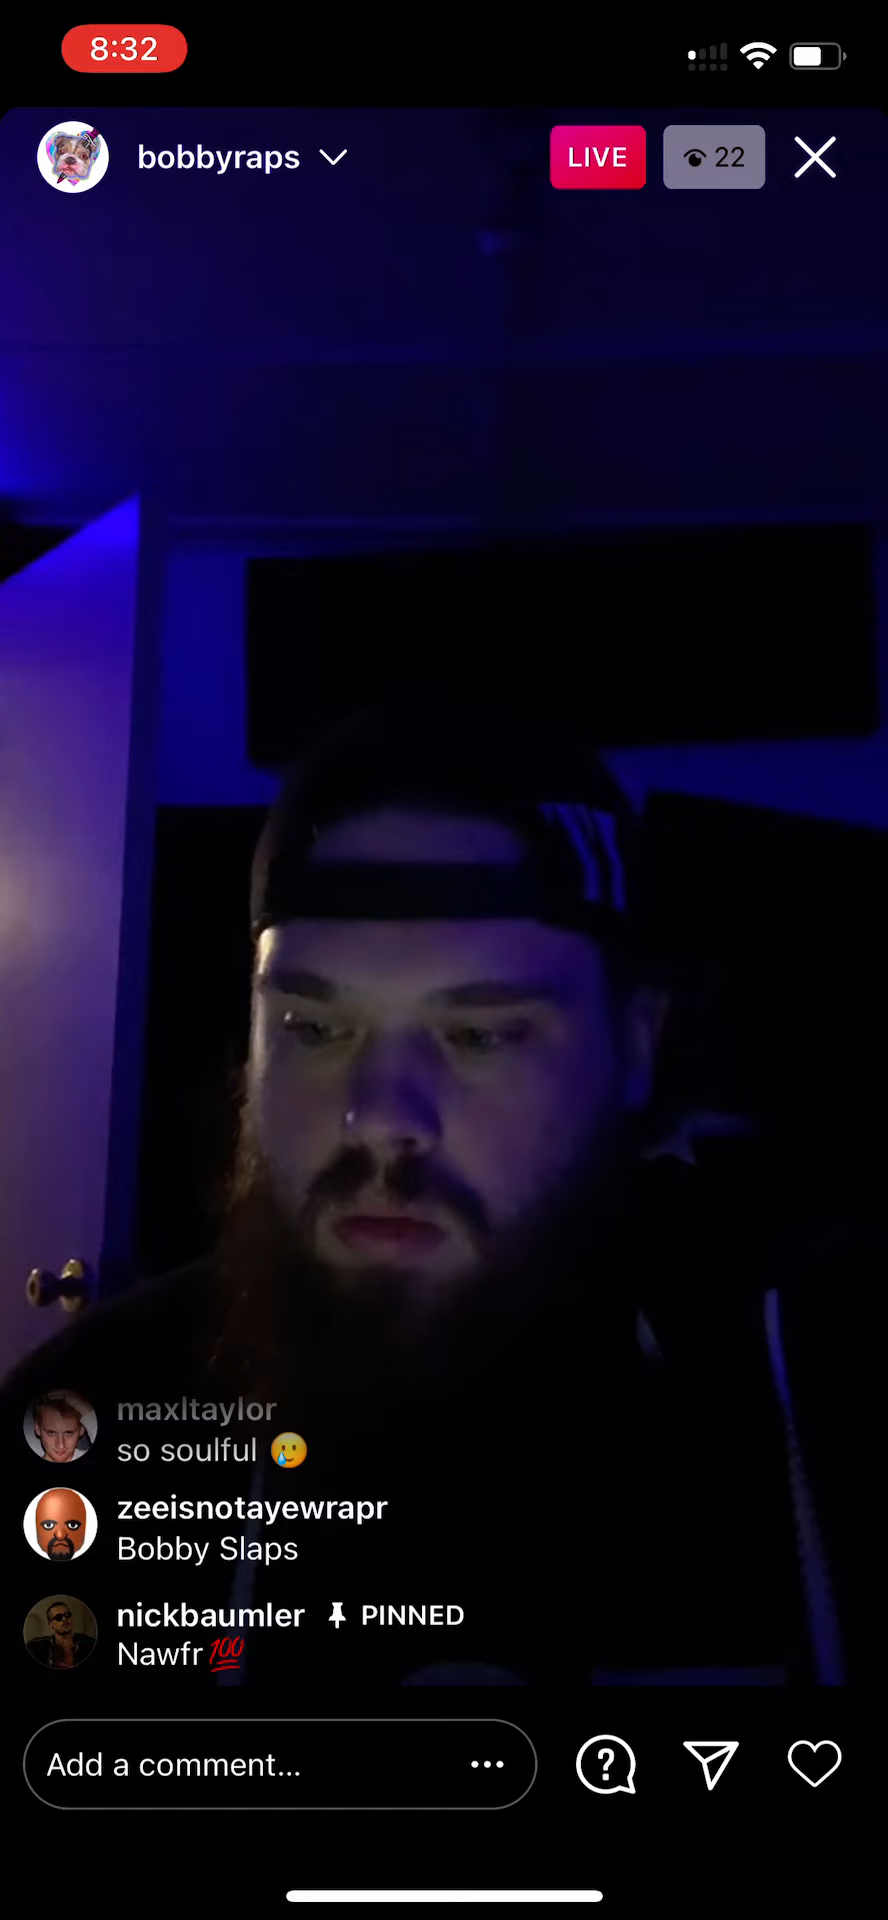 8:32
bobbyraps
LIVE
22
maxltaylor
so soulful 🥲
zeeisnotayewrapr
Bobby Slaps
nickbaumler PINNED
Nawfr💯
Add a comment...